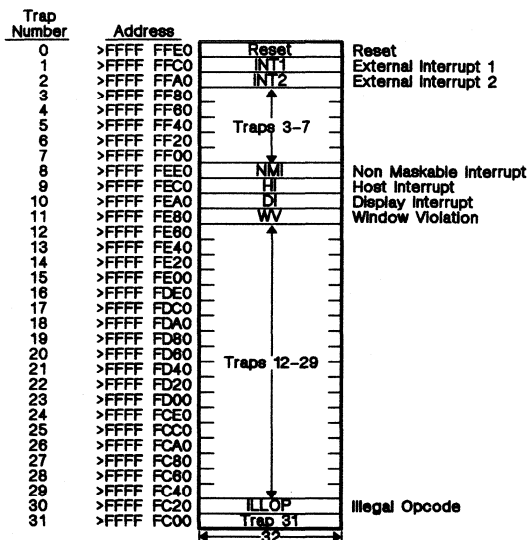 Trap
Number Address
0 >FFFF FFE0 Reset Reset
1 >FFFF FFC0 INT1 External Interrupt 1
2 >FFFF FFA0 INT2 External Interrupt 2
3 >FFFF FF80
4 >FFFF FF60
5 >FFFF FF40 Traps 3-7
6 >FFFF FF20
7 >FFFF FF00
8 >FFFF FEE0 NMI Non Maskable Interrupt
9 >FFFF FEC0 HI Host Interrupt
10 >FFFF FEA0 DI Display Interrupt
11 >FFFF FE80 WV Window Violation
12 >FFFF FE60
13 >FFFF FE40
14 >FFFF FE20
15 >FFFF FE00
16 >FFFF FDE0
17 >FFFF FDC0
18 >FFFF FDA0
19 >FFFF FD80
20 >FFFF FD60
21 >FFFF FD40 Traps 12-29
22 >FFFF FD20
23 >FFFF FD00
24 >FFFF FCE0
25 >FFFF FCC0
26 >FFFF FCA0
27 >FFFF FC80
28 >FFFF FC60
29 >FFFF FC40
30 >FFFF FC20 ILLOP Illegal Opcode
31 >FFFF FC00 Trap 31
32